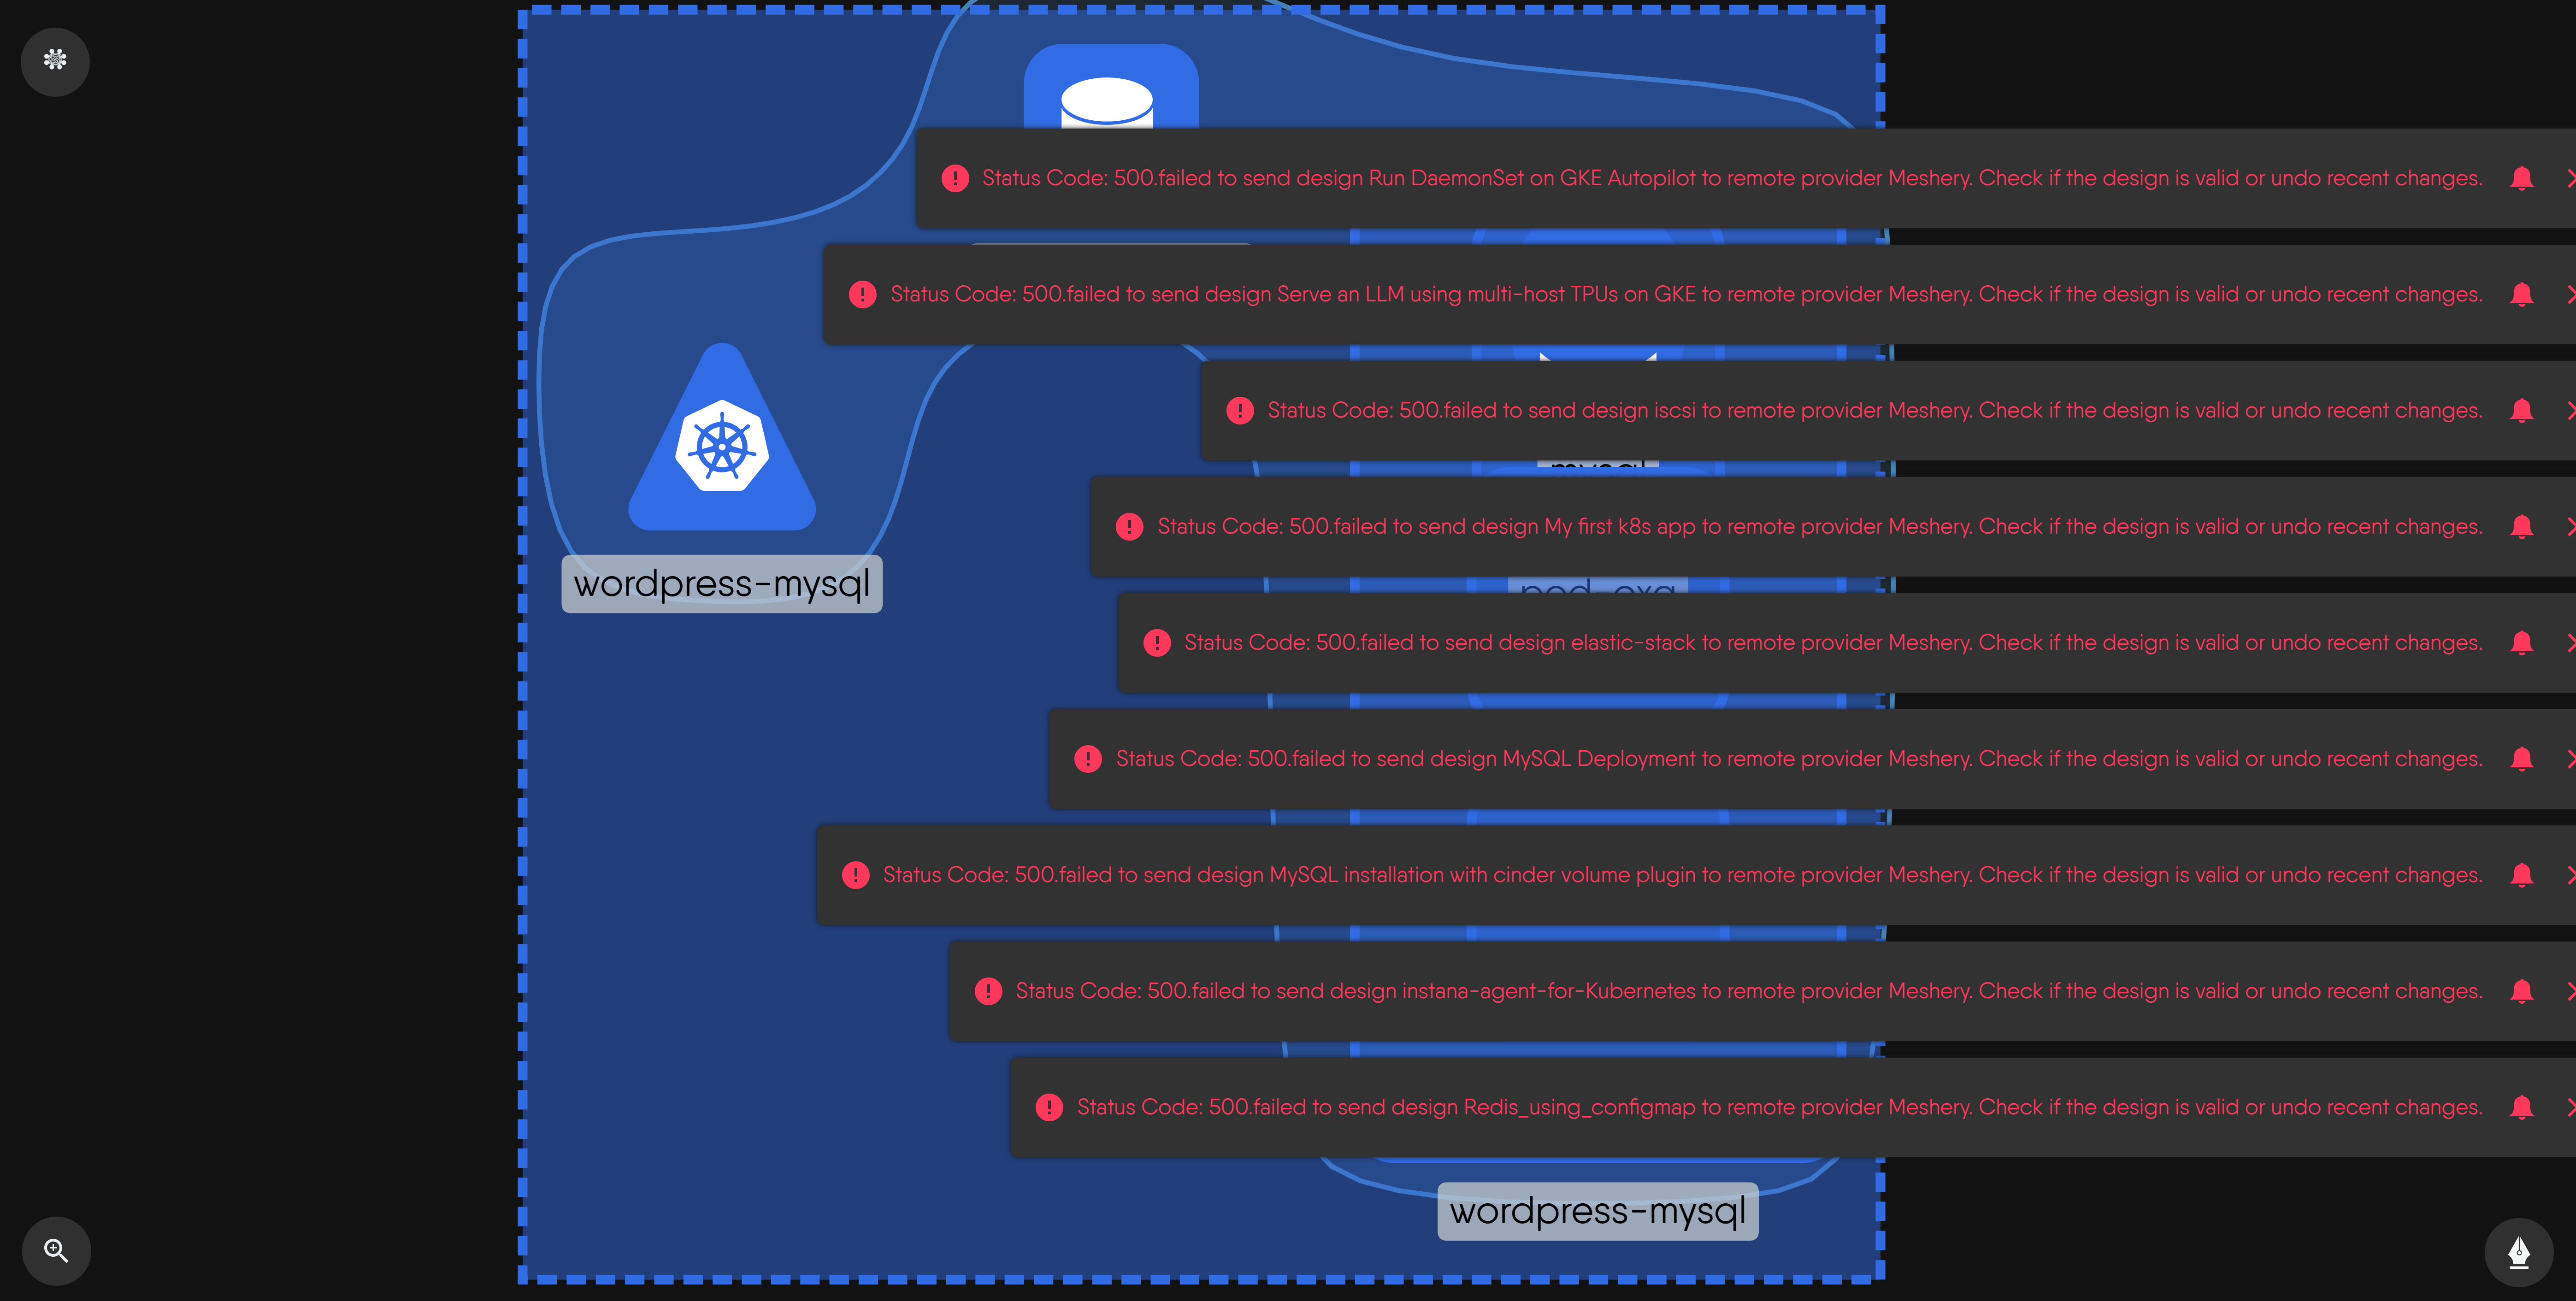 Status Code: 500.failed to send design Run DaemonSet on GKE Autopilot to remote provider Meshery. Check if the design is valid or undo recent changes.
Status Code: 500.failed to send design Serve an LLM using multi-host TPUs on GKE to remote provider Meshery. Check if the design is valid or undo recent changes.
Status Code: 500.failed to send design iscsi to remote provider Meshery. Check if the design is valid or undo recent changes.
mysql
Status Code: 500.failed to send design My first k8s app to remote provider Meshery. Check if the design is valid or undo recent changes.
wordpress-mysql
Status Code: 500.failed to send design elastic-stack to remote provider Meshery. Check if the design is valid or undo recent changes.
Status Code: 500.failed to send design MySQL Deployment to remote provider Meshery. Check if the design is valid or undo recent changes.
Status Code: 500.failed to send design MySQL installation with cinder volume plugin to remote provider Meshery. Check if the design is valid or undo recent changes.
Status Code: 500.failed to send design instana-agent-for-Kubernetes to remote provider Meshery. Check if the design is valid or undo recent changes.
Status Code: 500.failed to send design Redis_using_configmap to remote provider Meshery. Check if the design is valid or undo recent changes.
wordpress-mysql